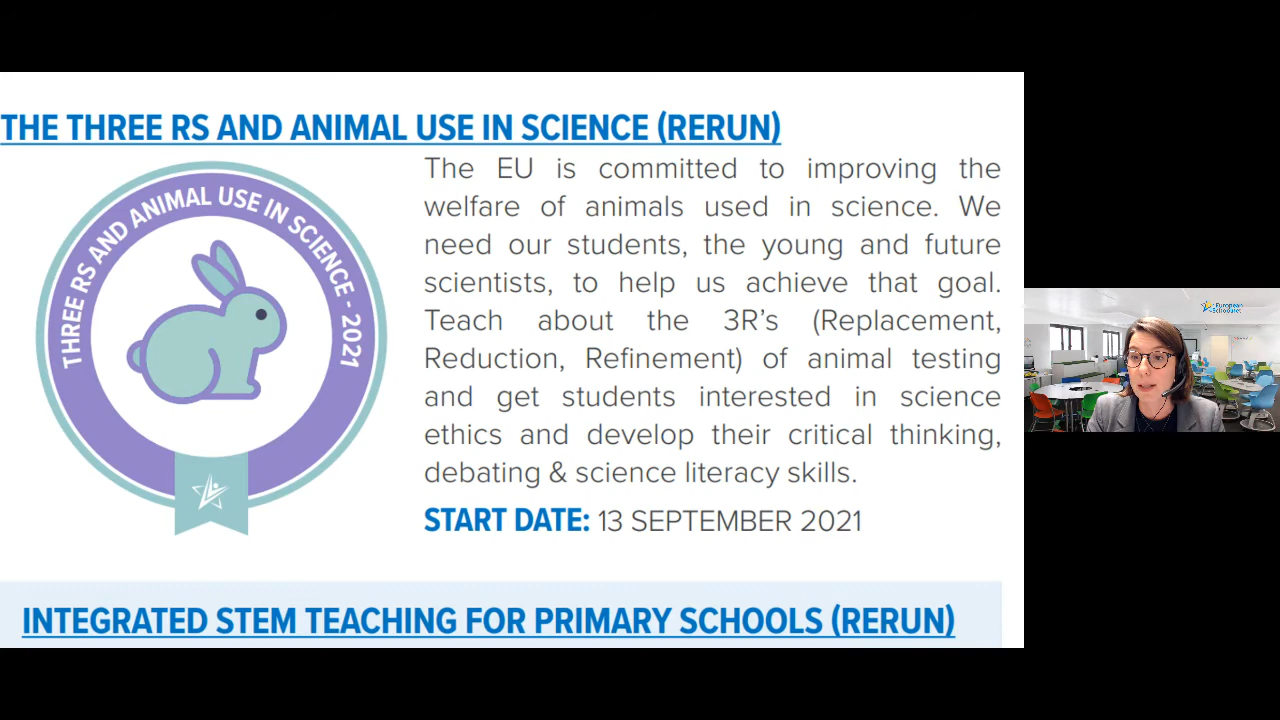 THE THREE RS AND ANIMAL USE IN SCIENCE (RERUN)
THREE RS AND ANIMAL USE IN SCIENCE - 2021
The EU is committed to improving the
welfare of animals used in science. We
need our students, the young and future
scientists, to help us achieve that goal.
Teach about the 3R's (Replacement,
Reduction, Refinement) of animal testing
and get students interested in science
ethics and develop their critical thinking,
debating & science literacy skills.
START DATE: 13 SEPTEMBER 2021
INTEGRATED STEM TEACHING FOR PRIMARY SCHOOLS (RERUN)
European
Schoolnet